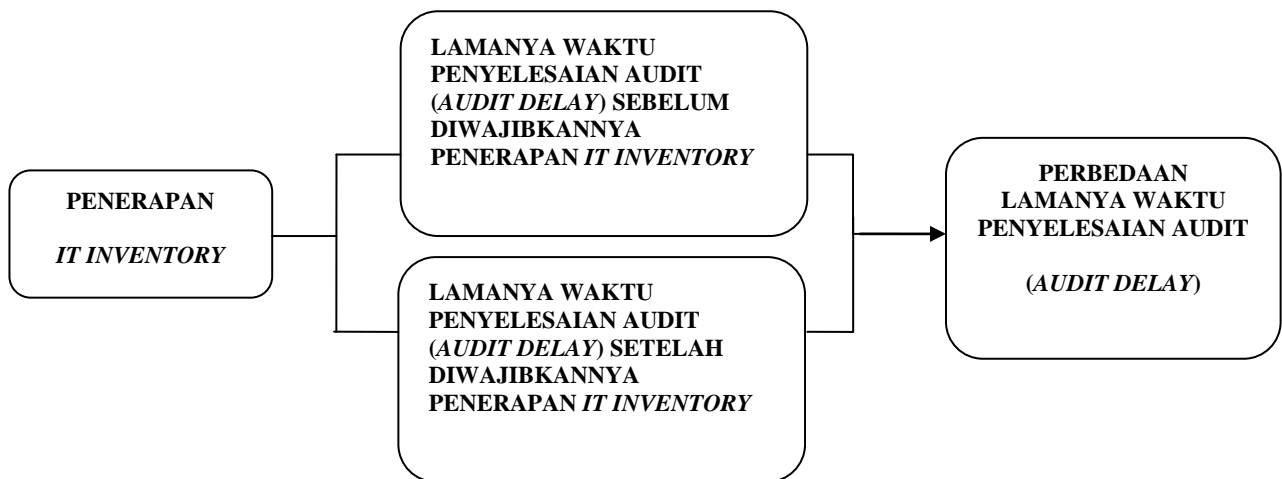 PENERAPAN
IT INVENTORY
LAMANYA WAKTU
PENYELESAIAN AUDIT
(AUDIT DELAY) SEBELUM
DIWAJIBKANNYA
PENERAPAN IT INVENTORY
LAMANYA WAKTU
PENYELESAIAN AUDIT
(AUDIT DELAY) SETELAH
DIWAJIBKANNYA
PENERAPAN IT INVENTORY
PERBEDAAN
LAMANYA WAKTU
PENYELESAIAN AUDIT
(AUDIT DELAY)